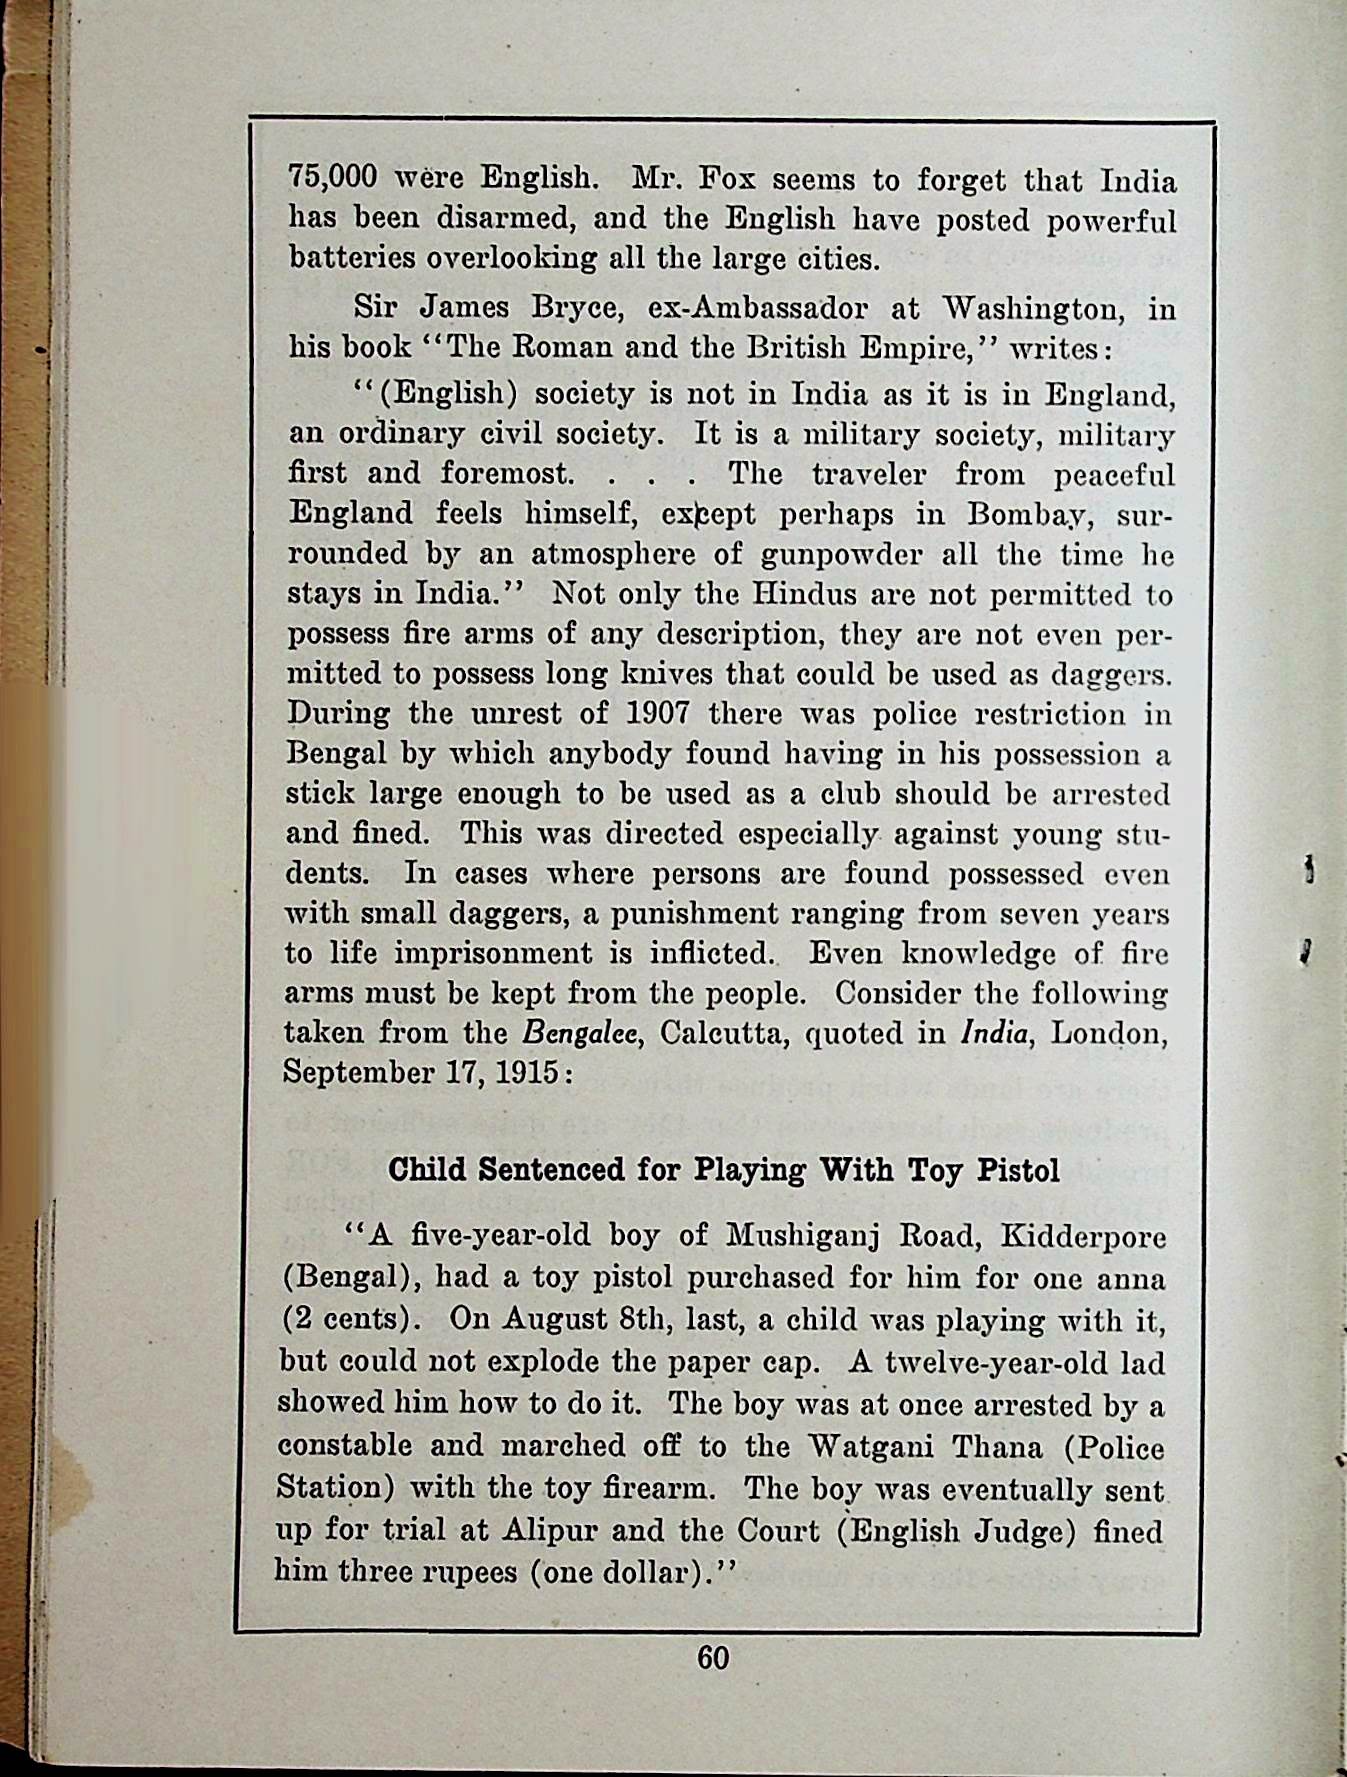 75,000 were English. Mr. Fox seems to forget that India
has been disarmed, and the English have posted powerful
batteries overlooking all the large cities.
Sir James Bryce, ex-Ambassador at Washington, in
his book "The Roman and the British Empire," writes:
"(English) society is not in India as it is in England,
an ordinary civil society. It is a military society, military
first and foremost. . . . The traveler from peaceful
England feels himself, except perhaps in Bombay, sur-
rounded by an atmosphere of gunpowder all the time he
stays in India." Not only the Hindus are not permitted to
possess fire arms of any description, they are not even per-
mitted to possess long knives that could be used as daggers.
During the unrest of 1907 there was police restriction in
Bengal by which anybody found having in his possession a
stick large enough to be used as a club should be arrested
and fined. This was directed especially against young stu-
dents. In cases where persons are found possessed even
with small daggers, a punishment ranging from seven years
to life imprisonment is inflicted. Even knowledge of fire
arms must be kept from the people. Consider the following
taken from the Bengalee, Calcutta, quoted in India, London,
September 17, 1915:
Child Sentenced for Playing With Toy Pistol
"A five-year-old boy of Mushiganj Road, Kidderpore
(Bengal), had a toy pistol purchased for him for one anna
(2 cents). On August 8th, last, a child was playing with it,
but could not explode the paper cap. A twelve-year-old lad
showed him how to do it. The boy was at once arrested by a
constable and marched off to the Watgani Thana (Police
Station) with the toy firearm. The boy was eventually sent
up for trial at Alipur and the Court (English Judge) fined
him three rupees (one dollar)."
60